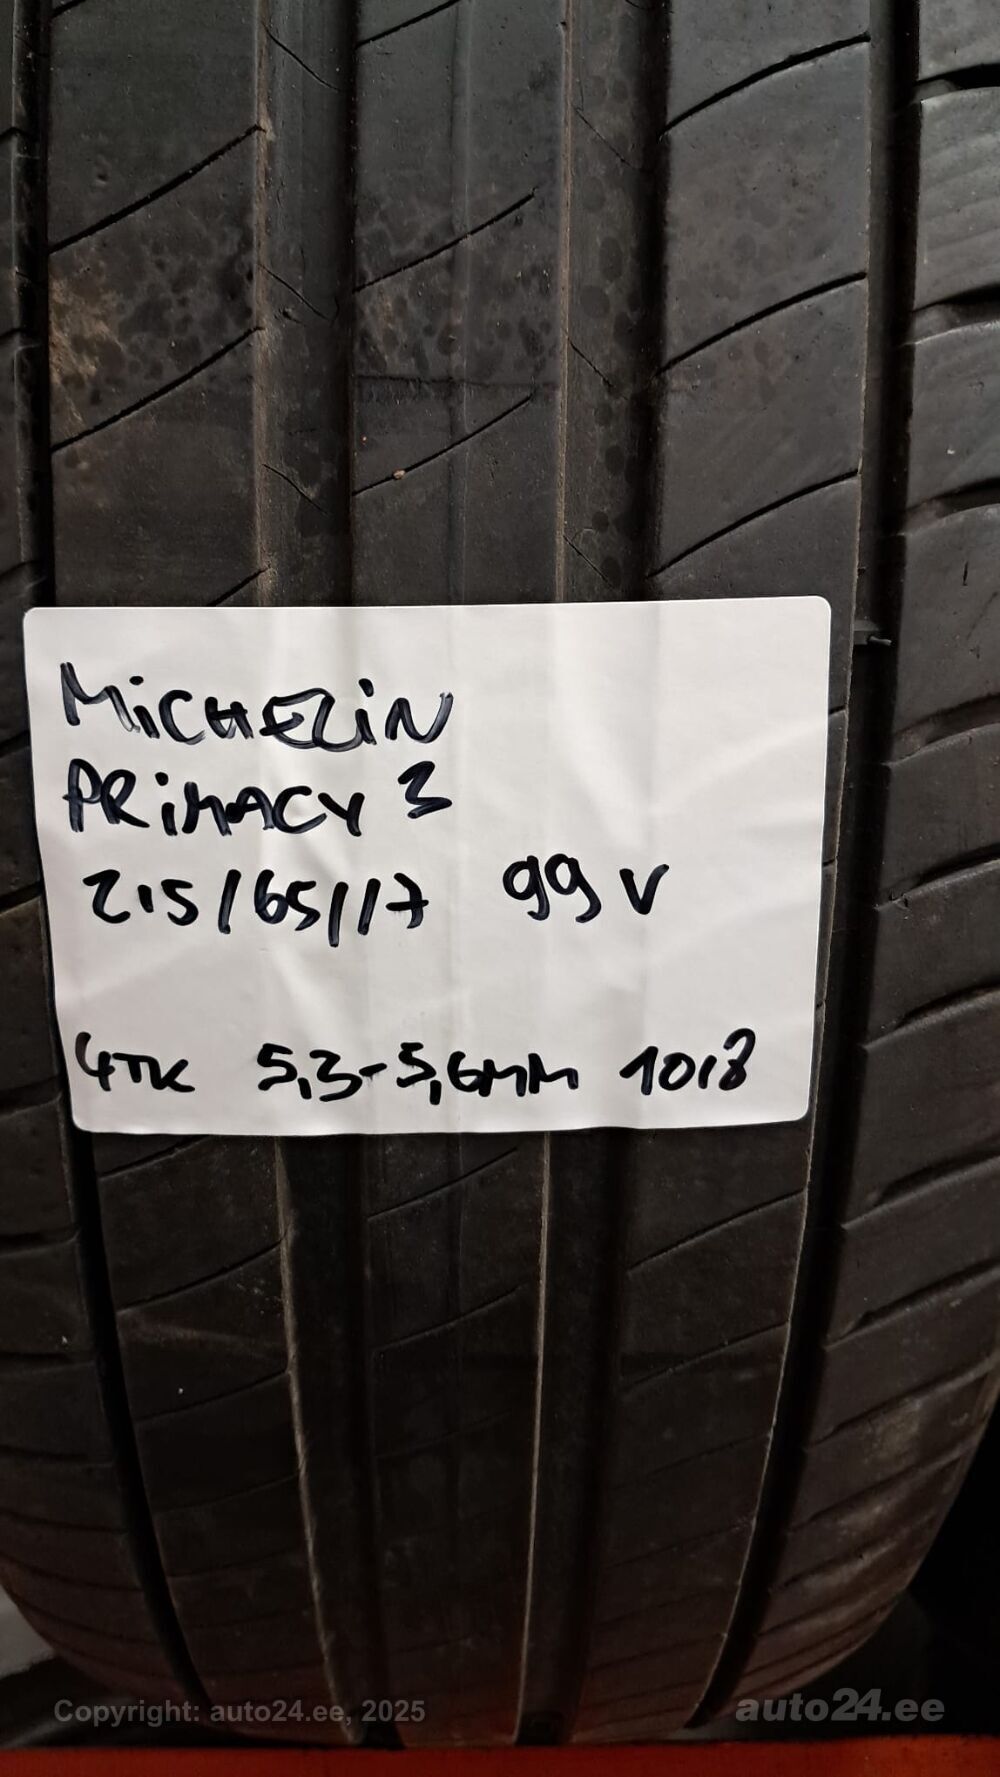 MiCHELiN
PRiMACY 3
215/65/17 99V
4TK 5,3-5,6MM 1018
Copyright: auto24.ee, 2025
auto24.ee